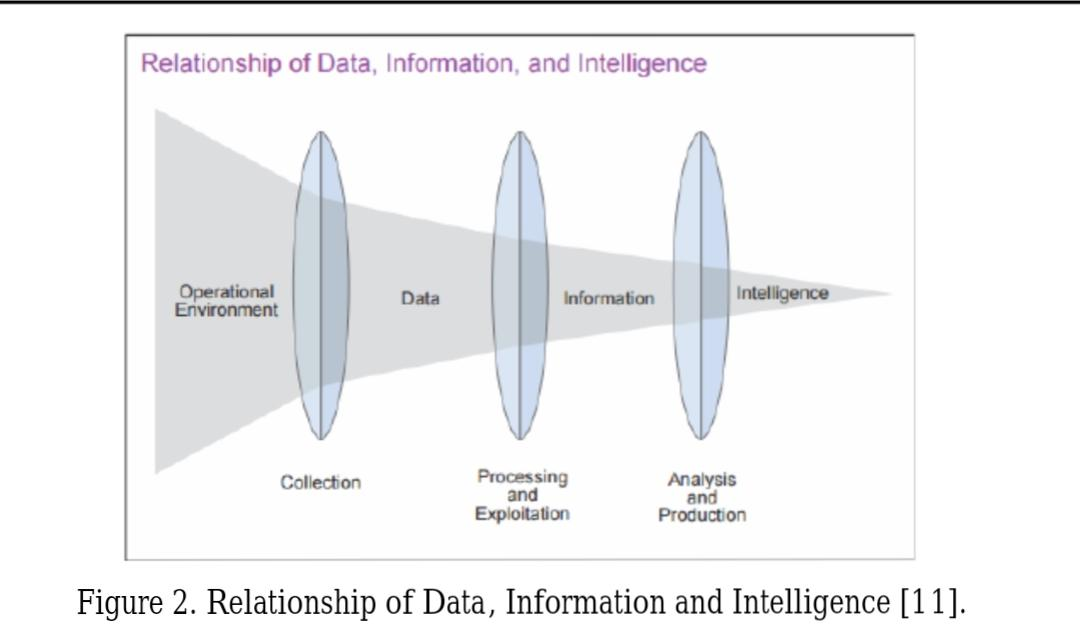 Relationship of Data, Information, and Intelligence
Operational
Environment
Data
Information
Intelligence
Collection
Processing
and
Exploitation
Analysis
and
Production
Figure 2. Relationship of Data, Information and Intelligence [11].